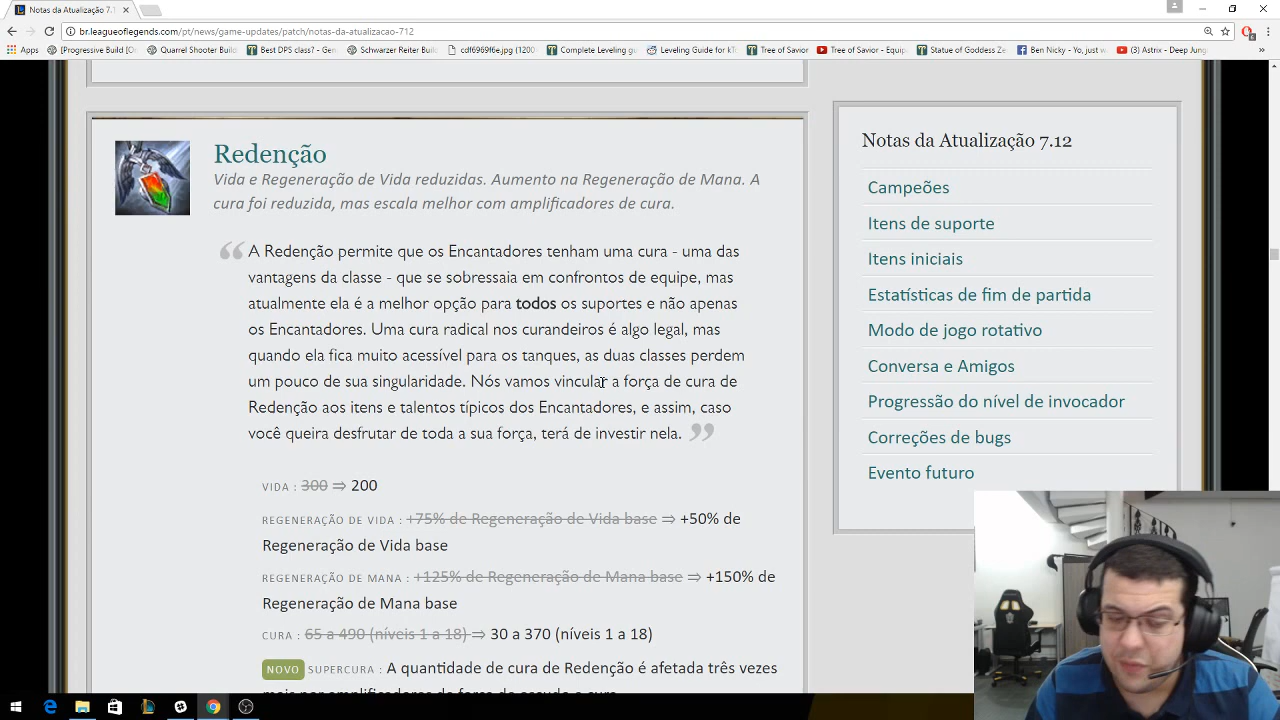 Notas da Atualização 7.1
br.leagueoflegends.com/pt/news/game-updates/patch/notas-da-atualizacao-712
Apps
[Progressive Build [O
Quarrel Shooter Build
Best DPS class? - Gen
Schwarzer Reiter Buil
cdf6969f6e.jpg (1200
Complete Leveling gu
Leveling Guide for kT
Tree of Savior
Tree of Savior - Equip
Statue of Goddess Ze
Ben Nicky - Yo, just w
(3) Astrix — Deep Jung
Redenção
Vida e Regeneração de Vida reduzidas. Aumento na Regeneração de Mana. A
cura foi reduzida, mas escala melhor com amplificadores de cura.
“ A Redenção permite que os Encantadores tenham uma cura - uma das
vantagens da classe - que se sobressaia em confrontos de equipe, mas
atualmente ela é a melhor opção para todos os suportes e não apenas
os Encantadores. Uma cura radical nos curandeiros é algo legal, mas
quando ela fica muito acessível para os tanques, as duas classes perdem
um pouco de sua singularidade. Nós vamos vincular a força de cura de
Redenção aos itens e talentos típicos dos Encantadores, e assim, caso
você queira desfrutar de toda a sua força, terá de investir nela. ”
VIDA : 300 ⇒ 200
REGENERAÇÃO DE VIDA : +75% de Regeneração de Vida base ⇒ +50% de
Regeneração de Vida base
REGENERAÇÃO DE MANA : +125% de Regeneração de Mana base ⇒ +150% de
Regeneração de Mana base
CURA : 65 a 490 (níveis 1 a 18) ⇒ 30 a 370 (níveis 1 a 18)
NOVO SUPERCURA : A quantidade de cura de Redenção é afetada três vezes
mais por amplificadores de força de escudo e cura
Notas da Atualização 7.12
Campeões
Itens de suporte
Itens iniciais
Estatísticas de fim de partida
Modo de jogo rotativo
Conversa e Amigos
Progressão do nível de invocador
Correções de bugs
Evento futuro